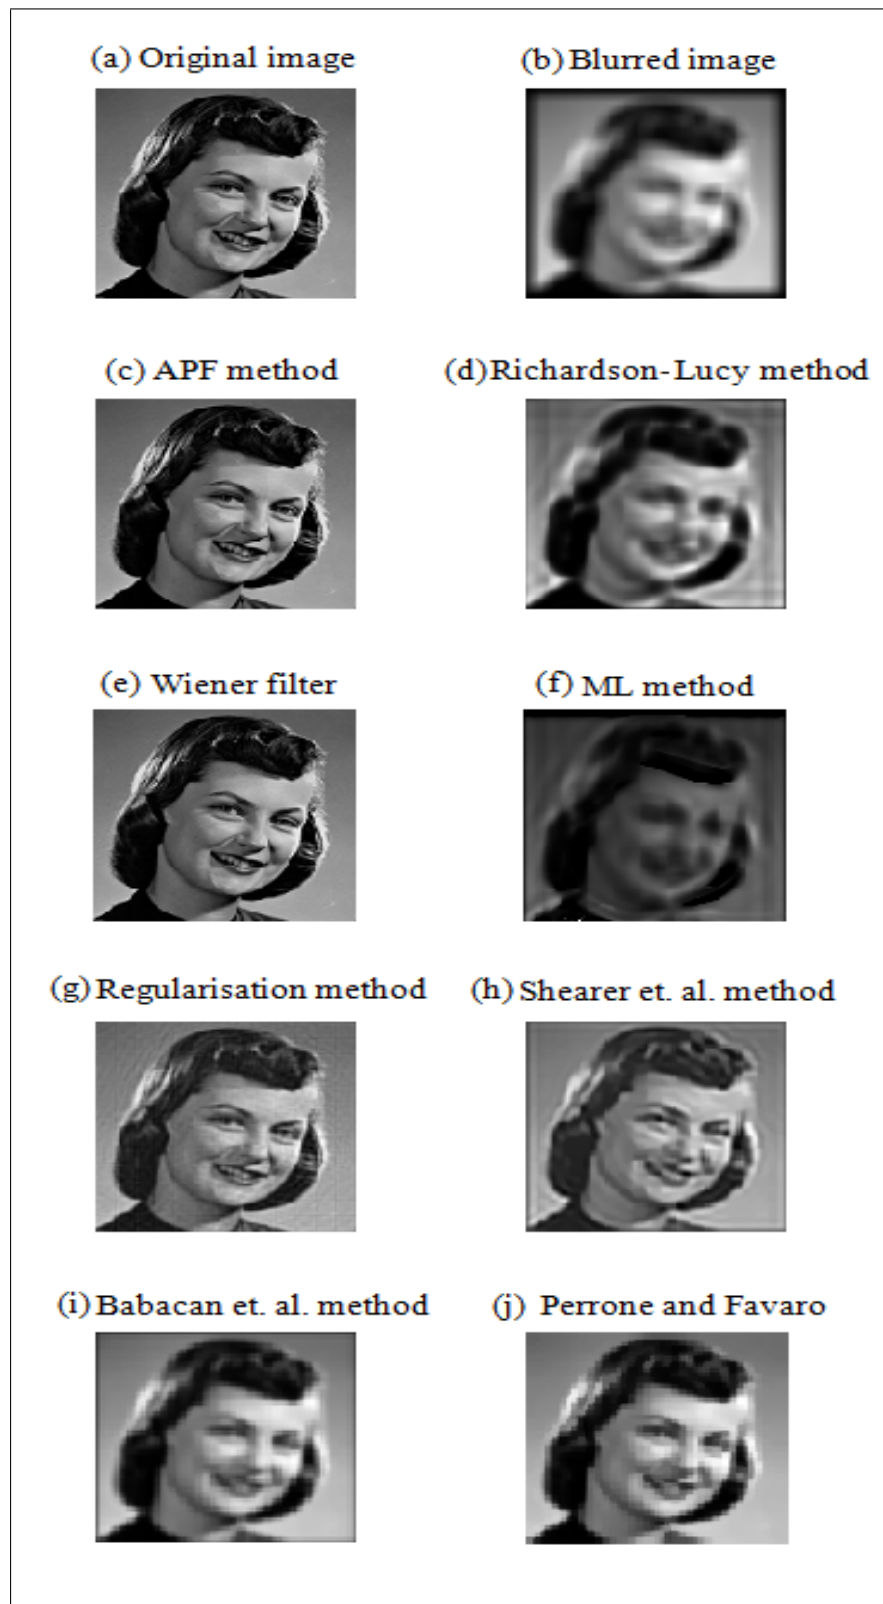 (a) Original image
(b) Blurred image
(c) APF method
(d)Richardson-Lucy method
(e) Wiener filter
(f) ML method
(g) Regularisation method
(h) Shearer et. al. method
(i) Babacan et. al. method
(j) Perrone and Favaro